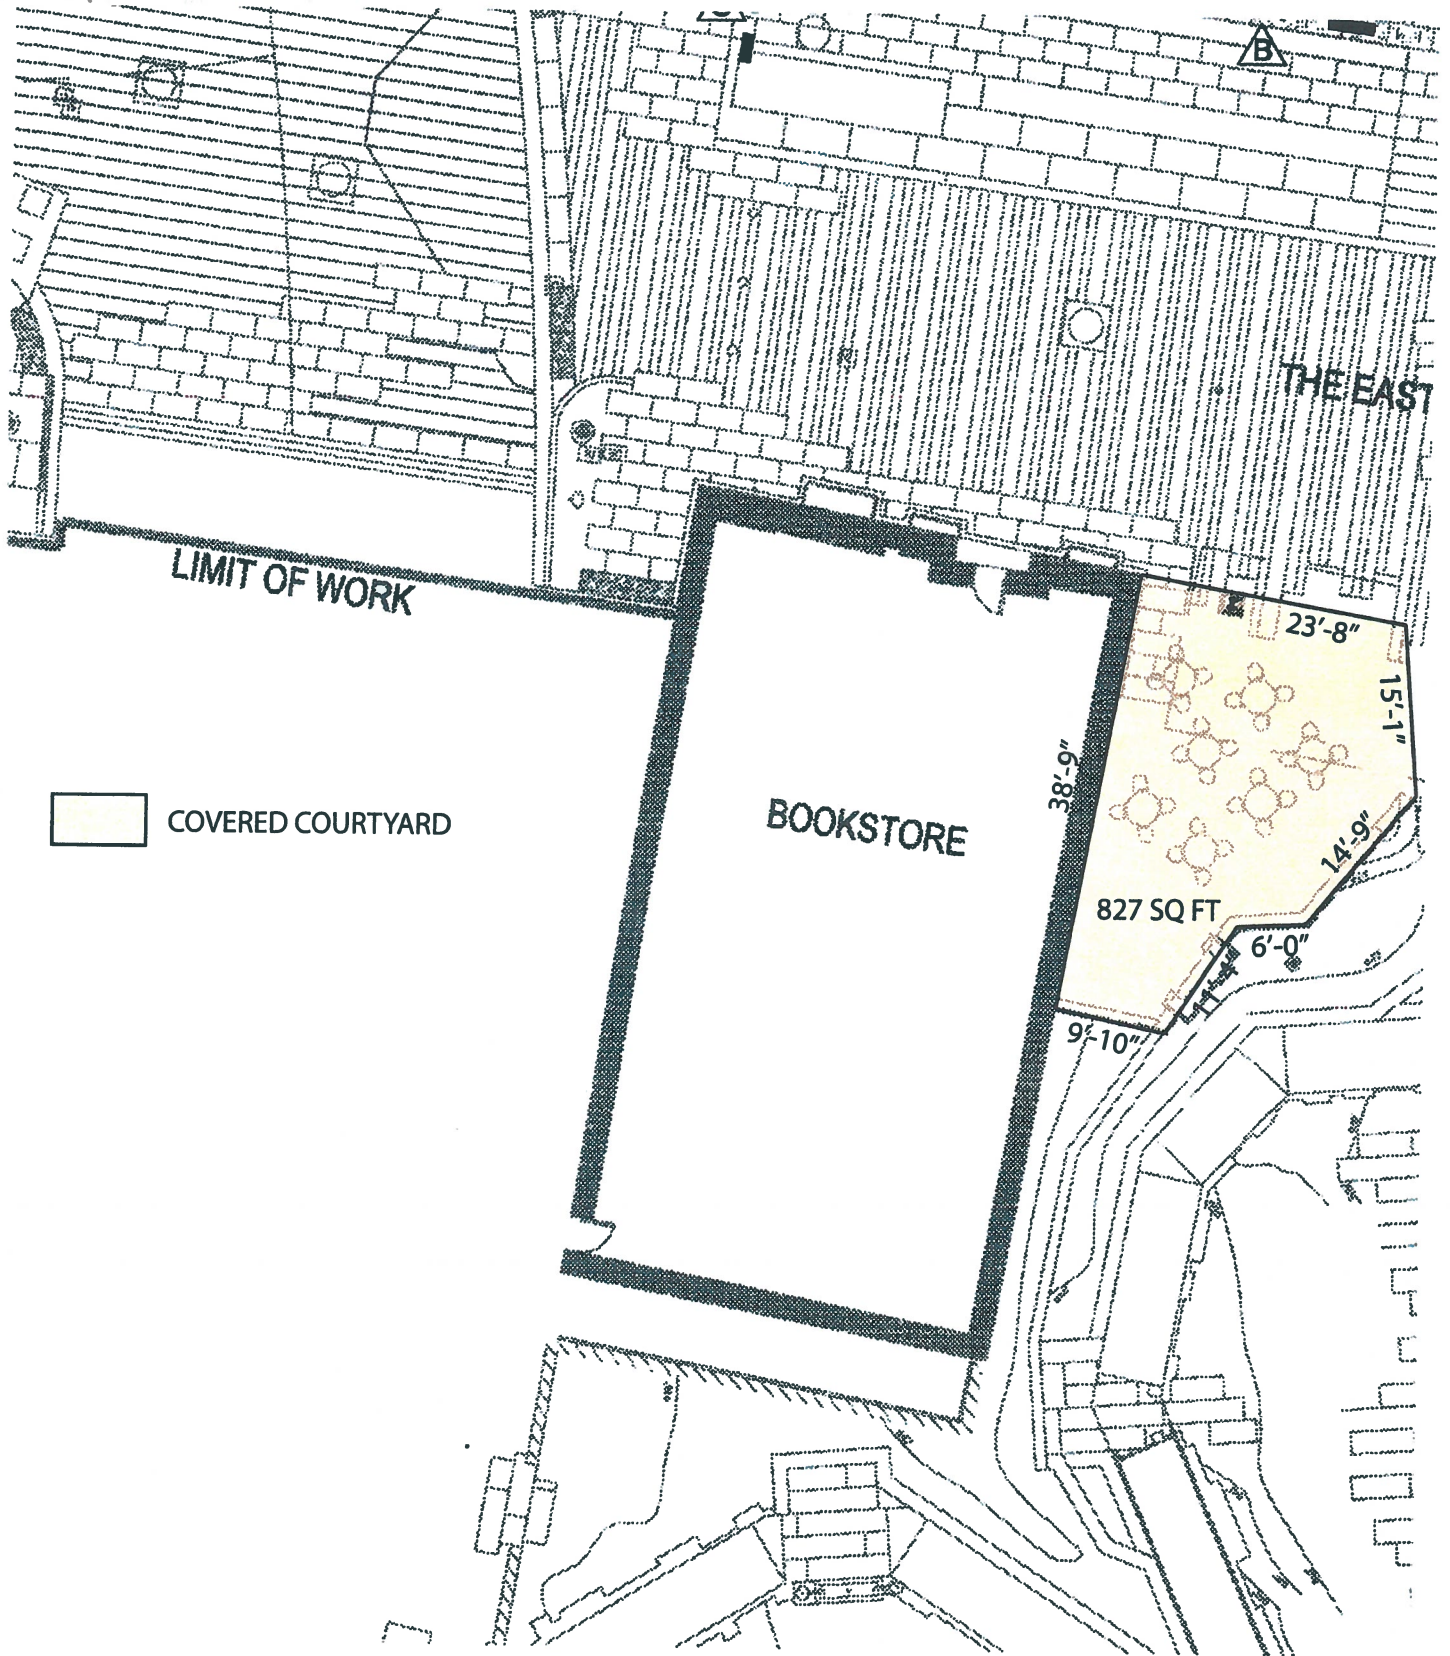 B
THE EAST
LIMIT OF WORK
23'-8"
15'-1"
38'-9"
COVERED COURTYARD
BOOKSTORE
14'-9"
827 SQ FT
6'-0"
9'-10"